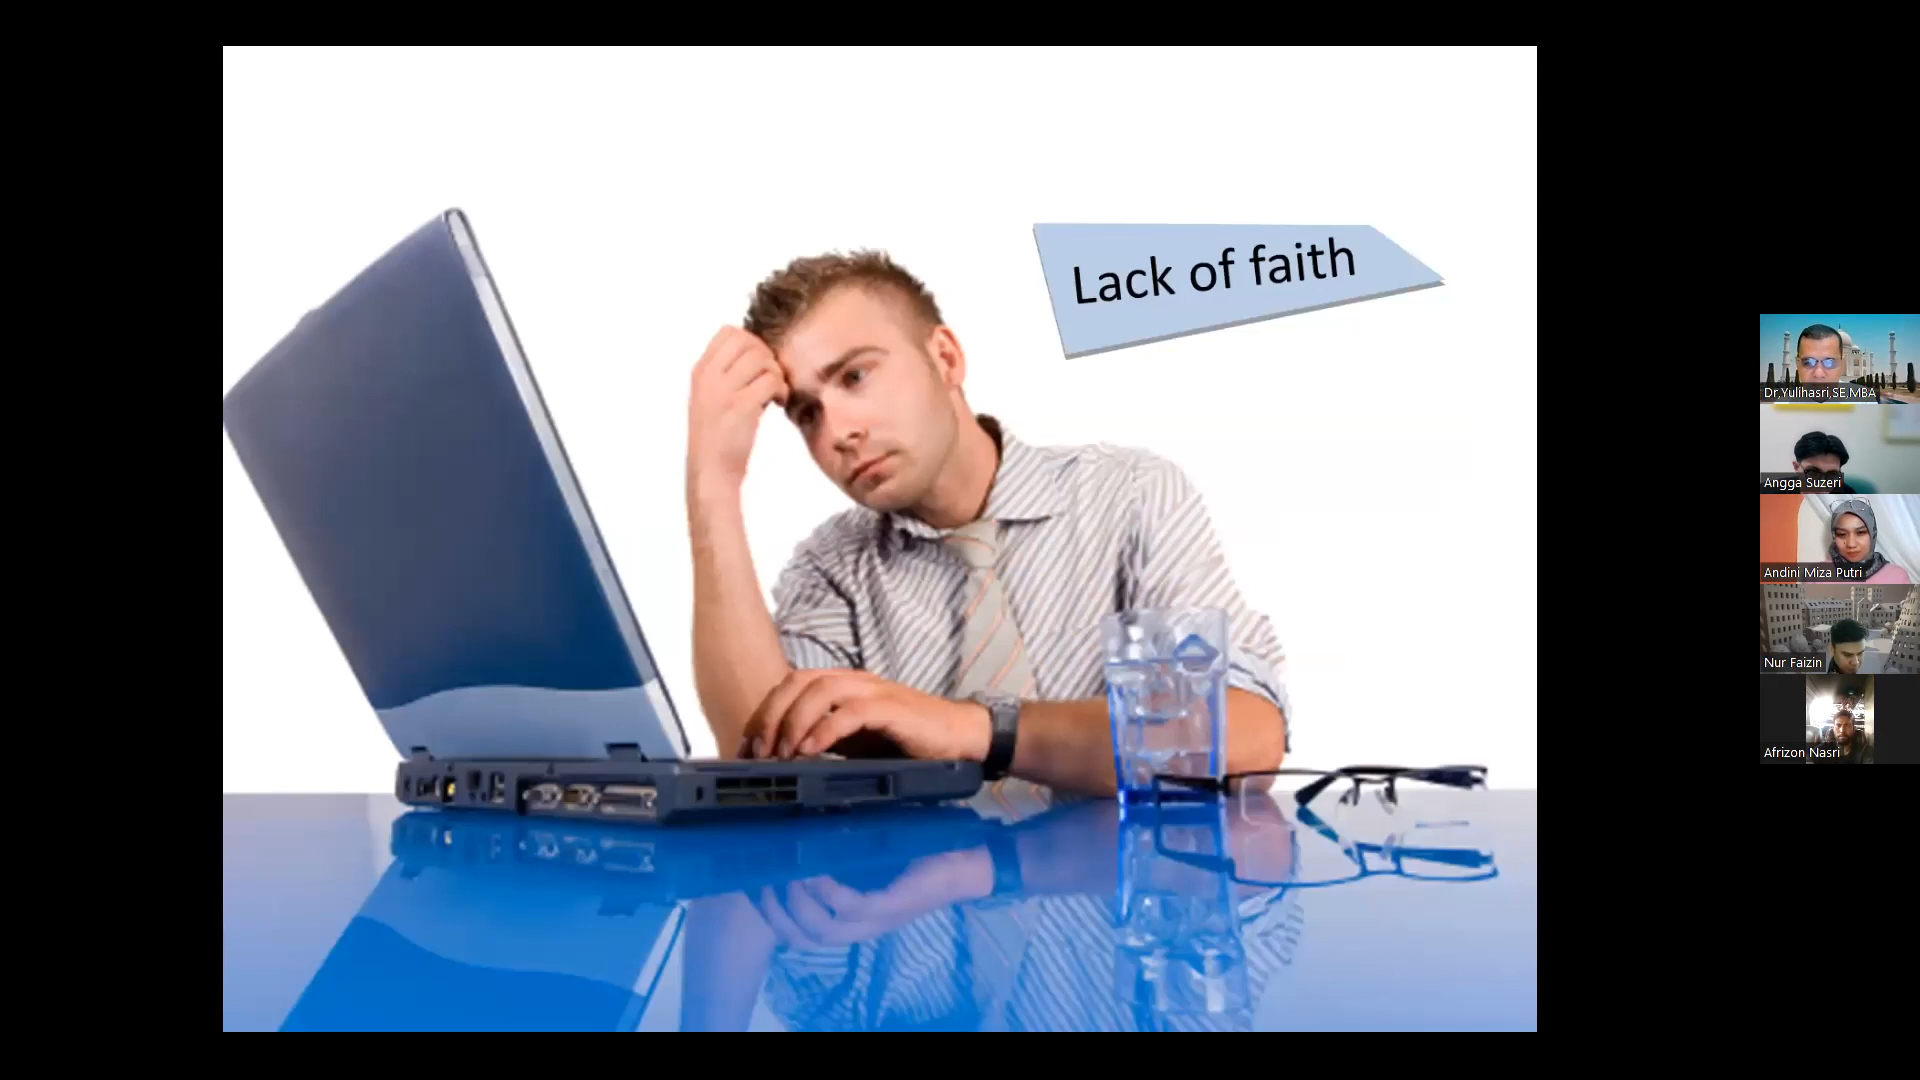 Lack of faith
Dr,Yulihasri,SE,MBA
Angga Suzeri
Andini Miza Putri
Nur Faizin
Afrizon Nasri